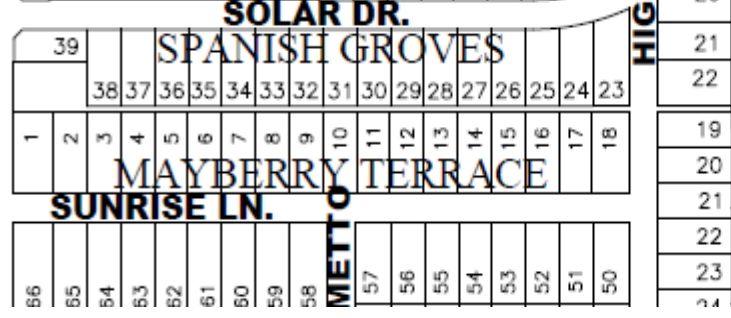 SOLAR DR.
HIG
39 SPANISH GROVES
21
22
38 37 36 35 34 33 32 31 30 29 28 27 26 25 24 23
1 2 3 4 5 6 7 8 9 10 11 12 13 14 15 16 17 18
19
MAYBERRY TERRACE
20
SUNRISE LN.
21
METTO
22
66 65 64 63 62 61 60 59 58 57 56 55 54 53 52 51 50
23